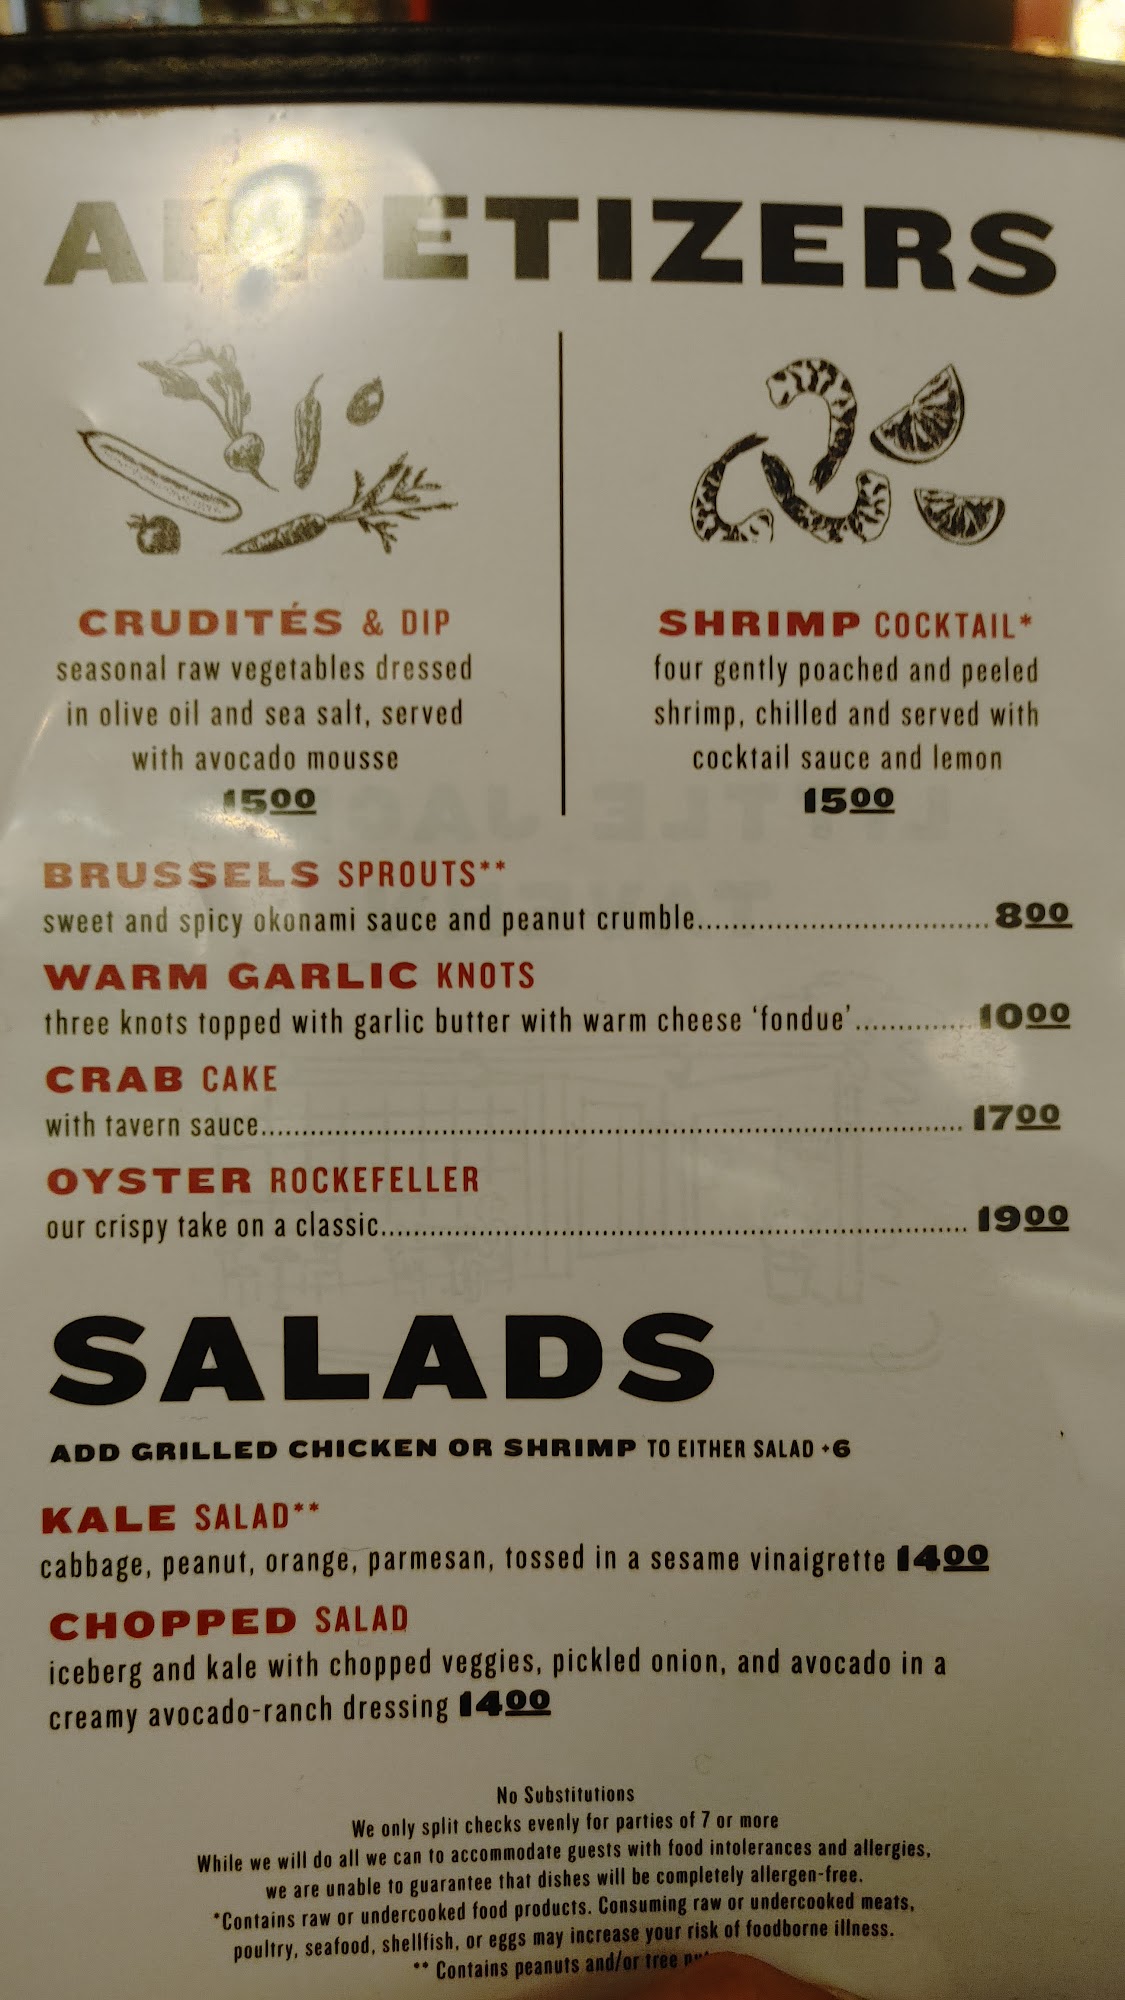 APPETIZERS
CRUDITÉS & DIP
seasonal raw vegetables dressed
in olive oil and sea salt, served
with avocado mousse
1500
SHRIMP COCKTAIL*
four gently poached and peeled
shrimp, chilled and served with
cocktail sauce and lemon
1500
BRUSSELS SPROUTS**
sweet and spicy okonami sauce and peanut crumble.................................800
WARM GARLIC KNOTS
three knots topped with garlic butter with warm cheese ‘fondue’..............1000
CRAB CAKE
with tavern sauce...................................................................................1700
OYSTER ROCKEFELLER
our crispy take on a classic.....................................................................1900
SALADS
ADD GRILLED CHICKEN OR SHRIMP TO EITHER SALAD +6
KALE SALAD**
cabbage, peanut, orange, parmesan, tossed in a sesame vinaigrette 1400
CHOPPED SALAD
iceberg and kale with chopped veggies, pickled onion, and avocado in a
creamy avocado-ranch dressing 1400
No Substitutions
We only split checks evenly for parties of 7 or more
While we will do all we can to accommodate guests with food intolerances and allergies,
we are unable to guarantee that dishes will be completely allergen-free.
*Contains raw or undercooked food products. Consuming raw or undercooked meats,
poultry, seafood, shellfish, or eggs may increase your risk of foodborne illness.
** Contains peanuts and/or tree